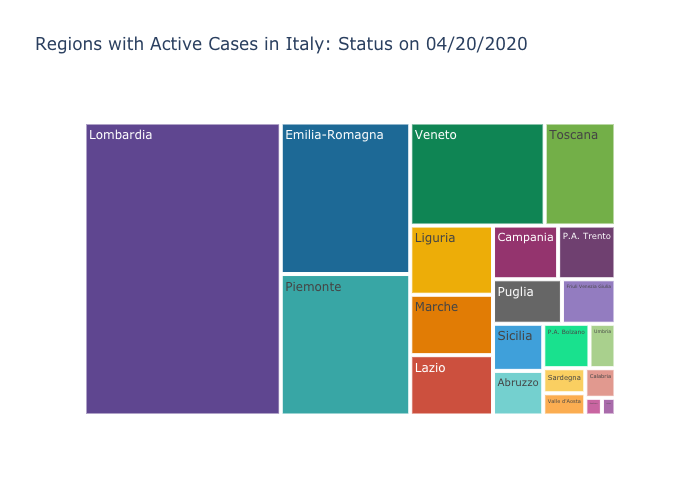 Regions with Active Cases in Italy: Status on 04/20/2020
Lombardia
Emilia-Romagna
Veneto
Toscana
Liguria
Campania
P.A. Trento
Piemonte
Puglia
Friuli Venezia Giulia
Marche
Sicilia
P.A. Bolzano
Umbria
Lazio
Abruzzo
Sardegna
Calabria
Valle d'Aosta